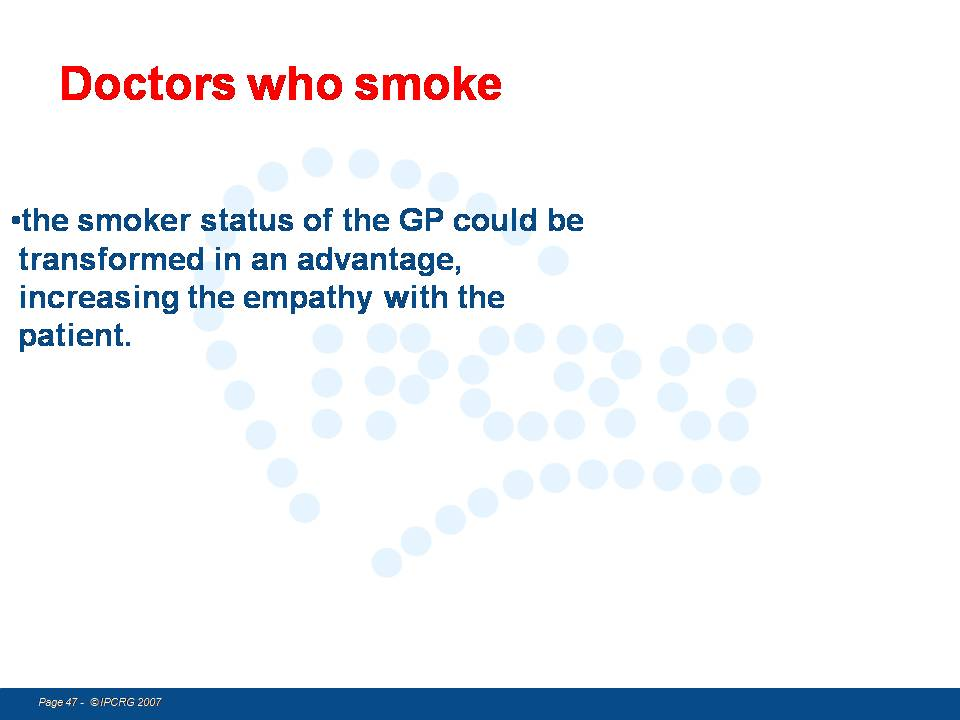 Doctors who smoke
•the smoker status of the GP could be
transformed in an advantage,
increasing the empathy with the
patient.
IPCRG
Page 47 - © IPCRG 2007